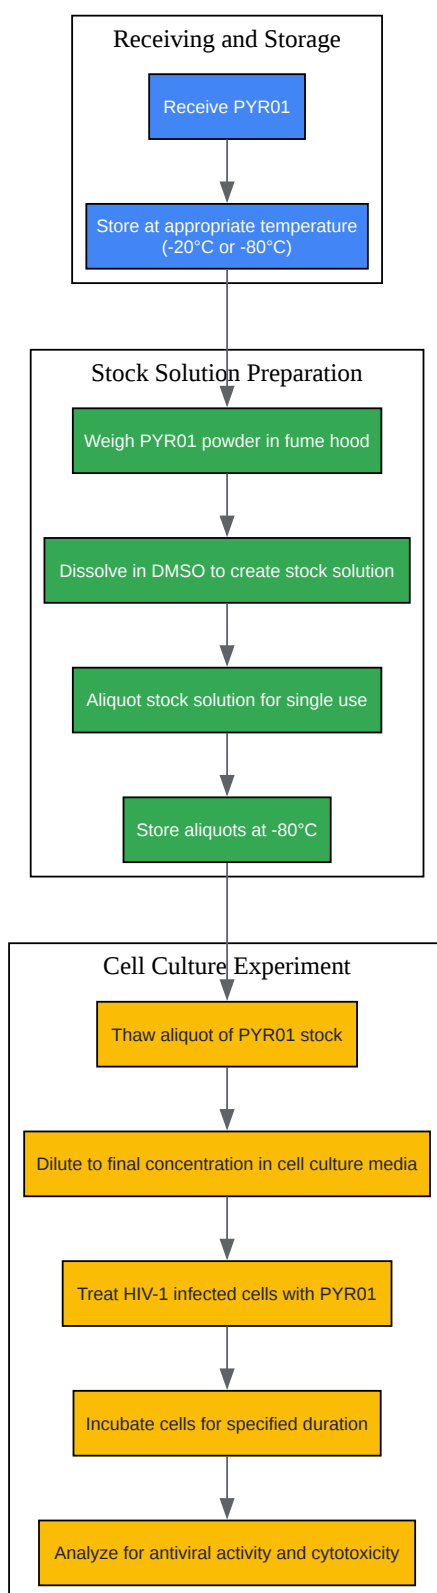 Receiving and Storage
Receive PYR01
Store at appropriate temperature
(-20°C or -80°C)
Stock Solution Preparation
Weigh PYR01 powder in fume hood
Dissolve in DMSO to create stock solution
Aliquot stock solution for single use
Store aliquots at -80°C
Cell Culture Experiment
Thaw aliquot of PYR01 stock
Dilute to final concentration in cell culture media
Treat HIV-1 infected cells with PYR01
Incubate cells for specified duration
Analyze for antiviral activity and cytotoxicity